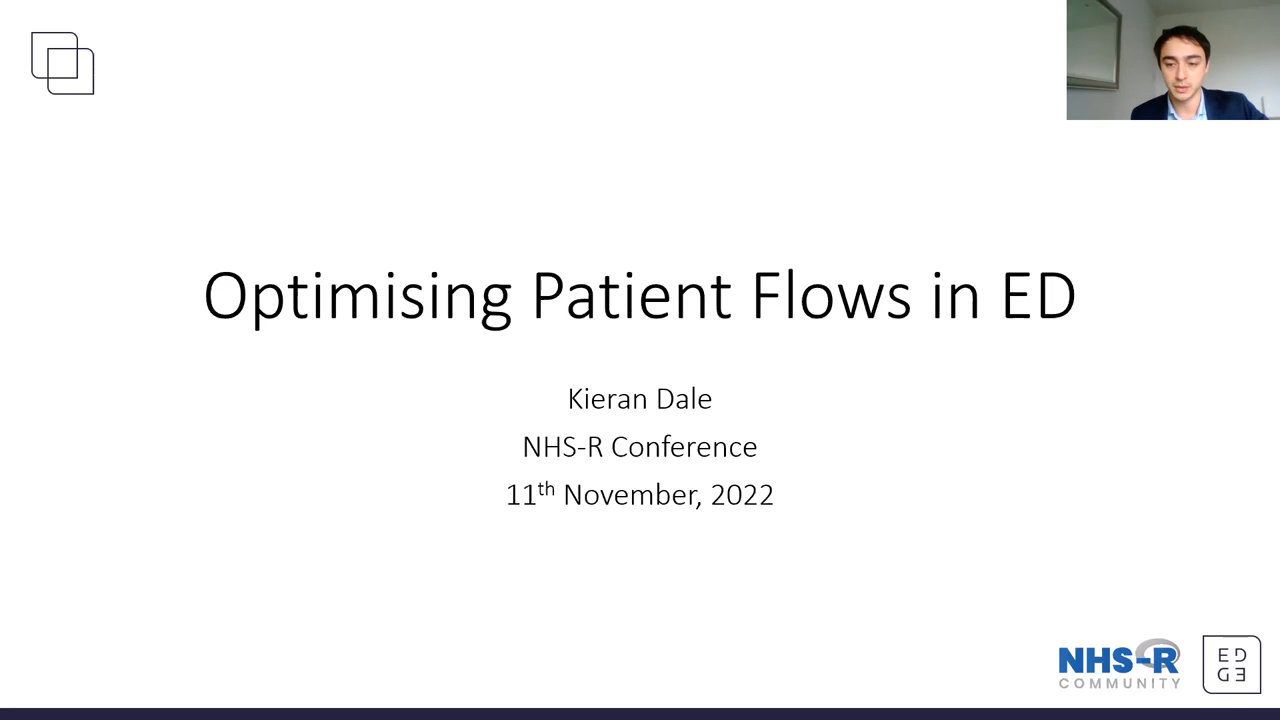 Optimising Patient Flows in ED
Kieran Dale
NHS-R Conference
11th November, 2022
NHS-R
COMMUNITY
ED
GE